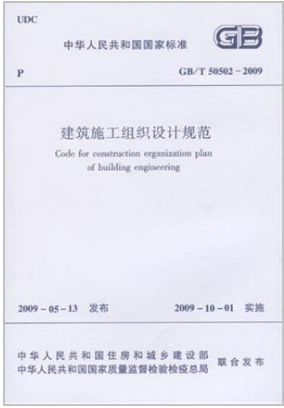 UDC
中华人民共和国国家标准
GB
P
GB/T 50502-2009
建筑施工组织设计规范
Code for construction organization plan
of building engineering
2009-05-13 发布 2009-10-01 实施
中华人民共和国住房和城乡建设部
中华人民共和国国家质量监督检验检疫总局
联合发布